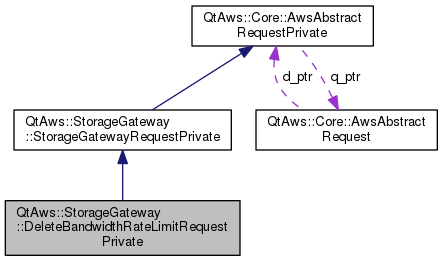 QtAws::Core::AwsAbstract
RequestPrivate
d_ptr
q_ptr
QtAws::StorageGateway
::StorageGatewayRequestPrivate
QtAws::Core::AwsAbstract
Request
QtAws::StorageGateway
::DeleteBandwidthRateLimitRequest
Private